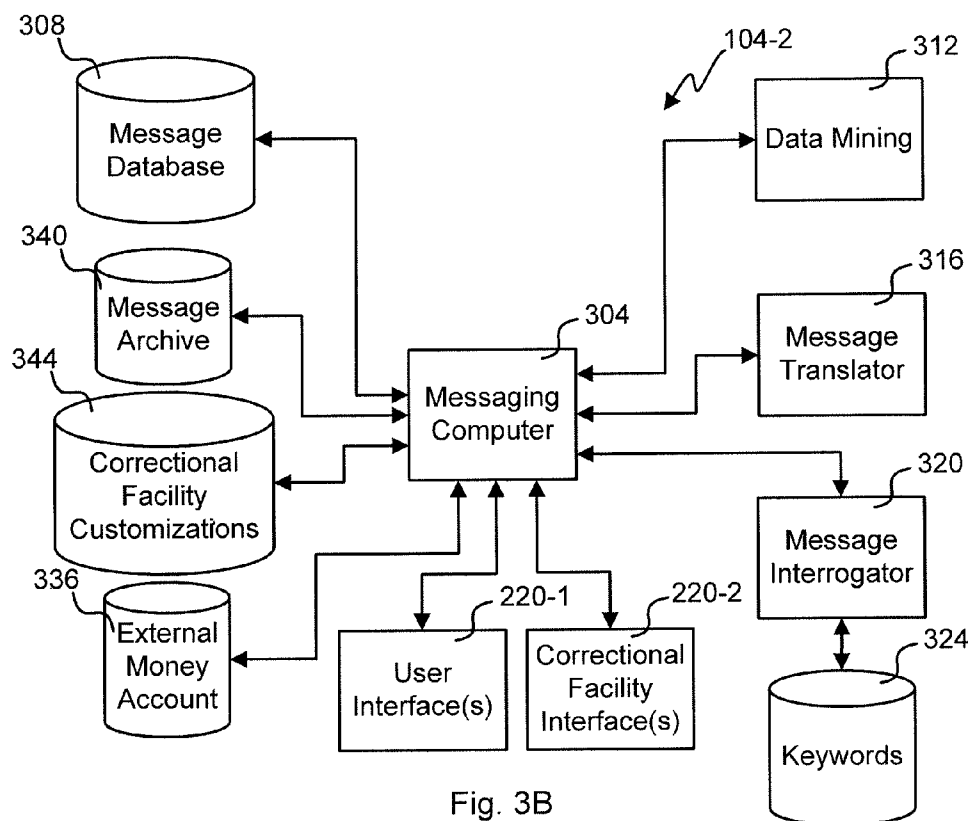 308
Message
Database
104-2
312
Data Mining
340
Message
Archive
304
Messaging
Computer
316
Message
Translator
344
Correctional
Facility
Customizations
320
Message
Interrogator
336
External
Money
Account
220-1
User
Interface(s)
220-2
Correctional
Facility
Interface(s)
324
Keywords
Fig. 3B